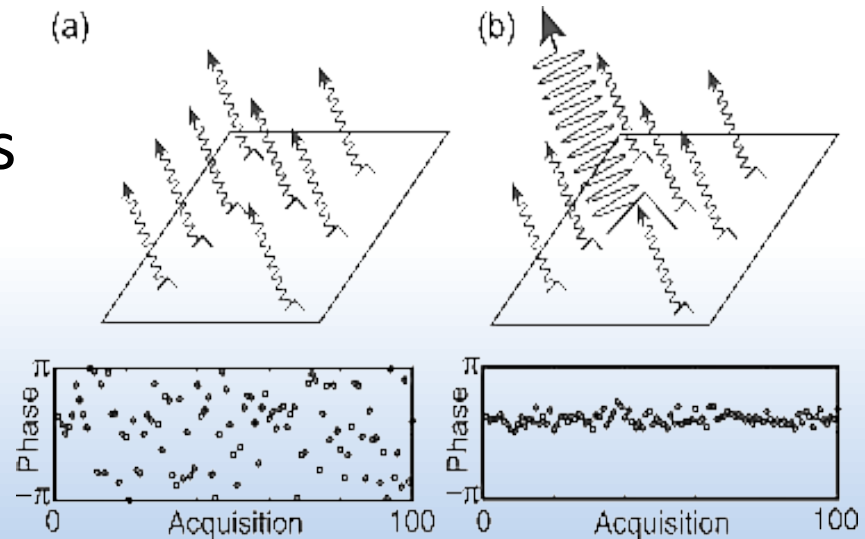 (a)
(b)
s
π
Phase
-π
0
Acquisition
100
π
Phase
-π
0
Acquisition
100